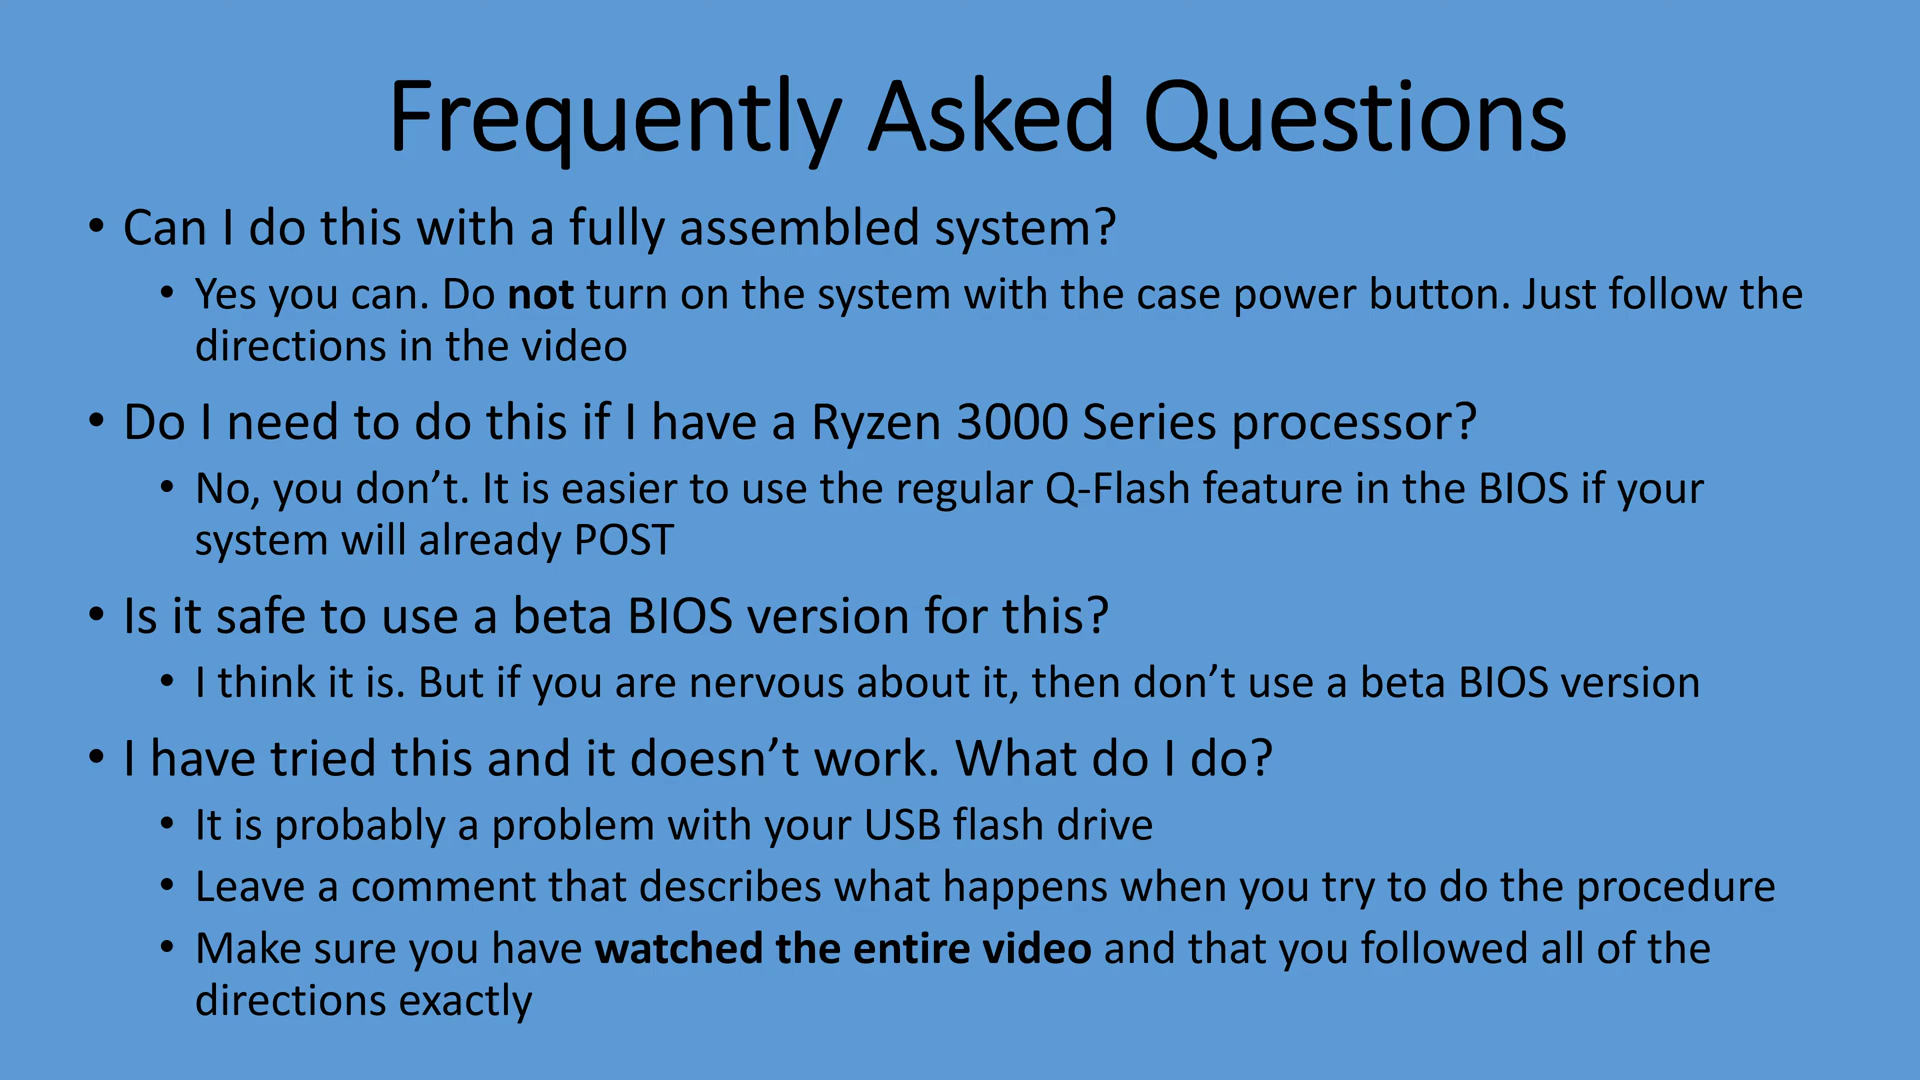 Frequently Asked Questions
• Can I do this with a fully assembled system?
• Yes you can. Do not turn on the system with the case power button. Just follow the
directions in the video
• Do I need to do this if I have a Ryzen 3000 Series processor?
• No, you don’t. It is easier to use the regular Q-Flash feature in the BIOS if your
system will already POST
• Is it safe to use a beta BIOS version for this?
• I think it is. But if you are nervous about it, then don’t use a beta BIOS version
• I have tried this and it doesn’t work. What do I do?
• It is probably a problem with your USB flash drive
• Leave a comment that describes what happens when you try to do the procedure
• Make sure you have watched the entire video and that you followed all of the
directions exactly